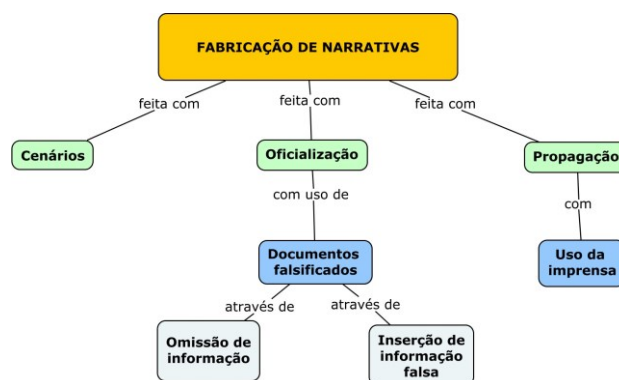 FABRICAÇÃO DE NARRATIVAS
feita com
feita com
feita com
Cenários
Oficialização
Propagação
com uso de
com
Documentos
falsificados
Uso da
imprensa
através de
através de
Omissão de
informação
Inserção de
informação
falsa